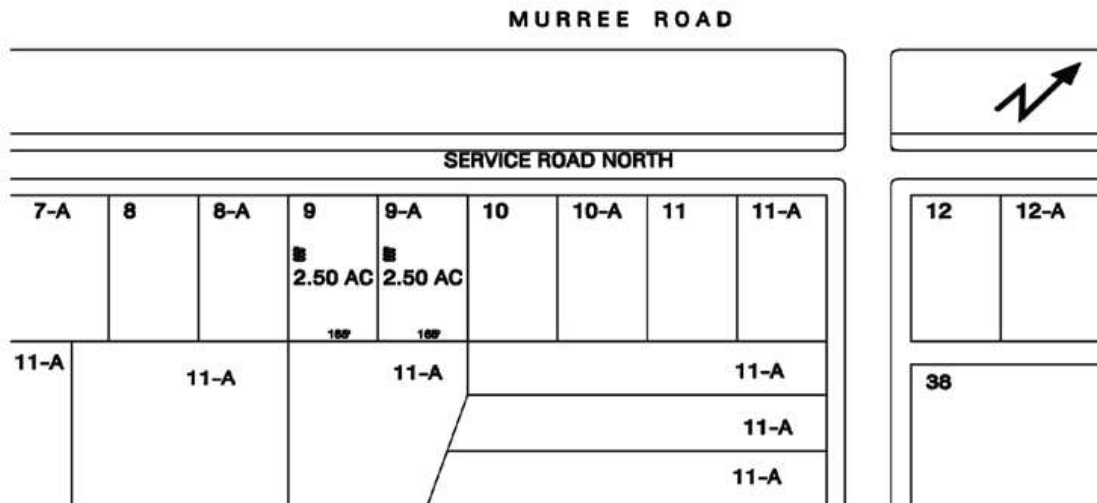 MURREE ROAD
SERVICE ROAD NORTH
7-A 8 8-A 9 9-A 10 10-A 11 11-A 12 12-A
2.50 AC 2.50 AC
11-A 11-A 11-A 11-A 38
11-A
11-A